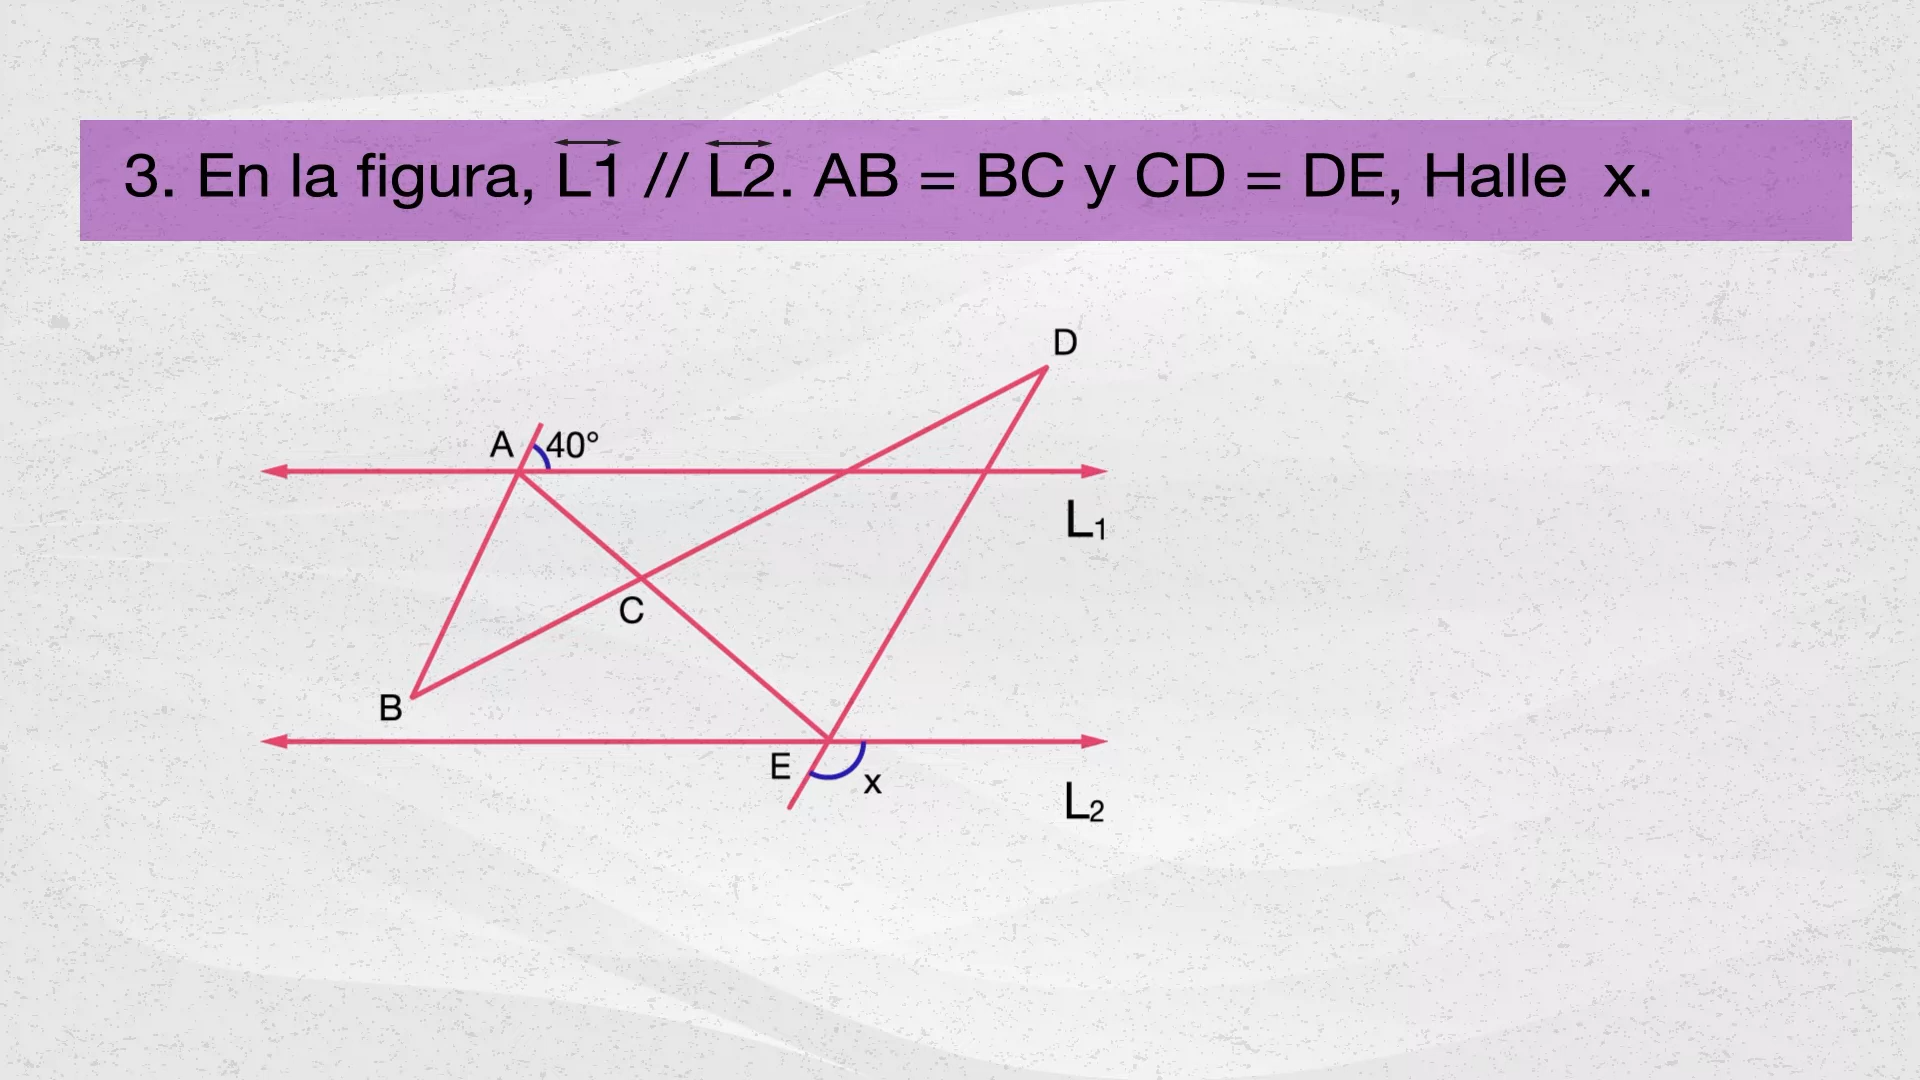 3. En la figura, L1 // L2. AB = BC y CD = DE, Halle x.
D
A 40°
L1
C
B
E x
L2